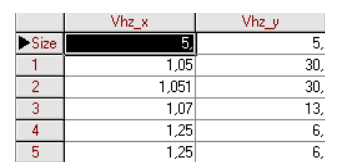 Vhz_x Vhz_y
Size 5, 5,
1 1,05 30,
2 1,051 30,
3 1,07 13,
4 1,25 6,
5 1,25 6,